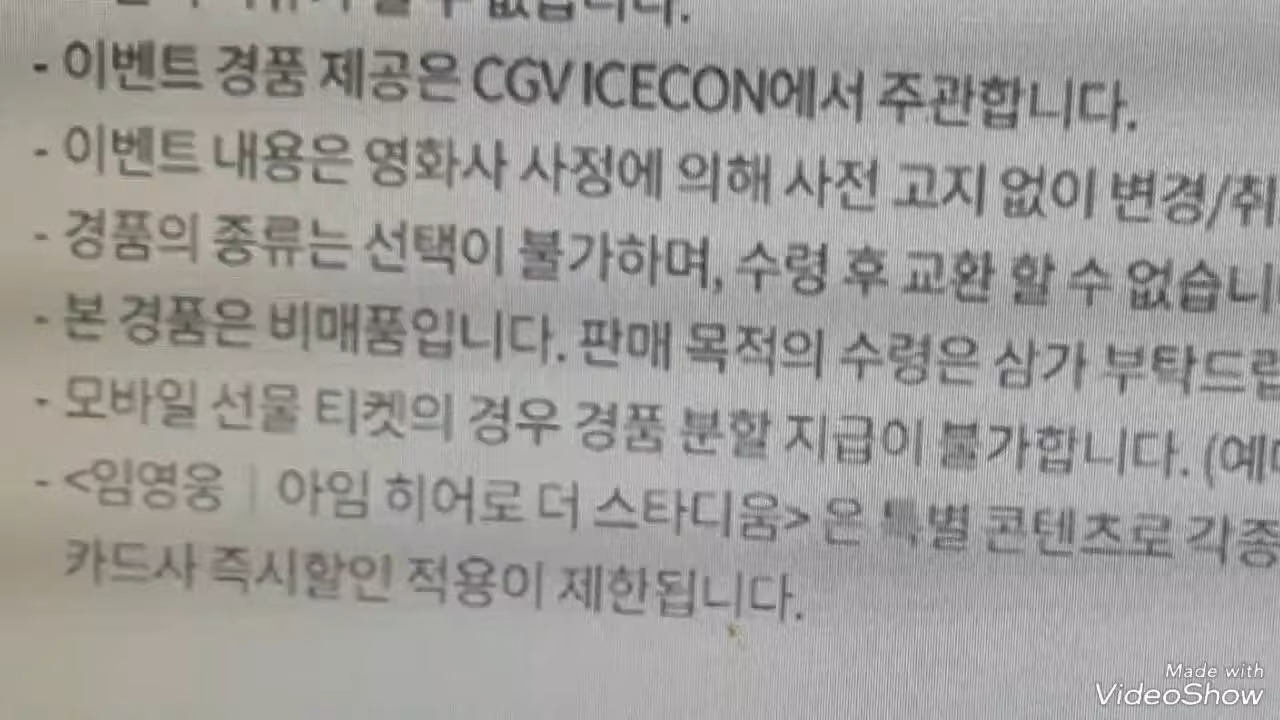 없습니다.
- 이벤트 경품 제공은 CGV ICECON에서 주관합니다.
- 이벤트 내용은 영화사 사정에 의해 사전 고지 없이 변경/취
- 경품의 종류는 선택이 불가하며, 수령 후 교환 할 수 없습니
- 본 경품은 비매품입니다. 판매 목적의 수령은 삼가 부탁드립
- 모바일 선물 티켓의 경우 경품 분할 지급이 불가합니다. (예매
- <임영웅│아임 히어로 더 스타디움> 은 특별 콘텐츠로 각종
카드사 즉시할인 적용이 제한됩니다.
Made with
VideoShow